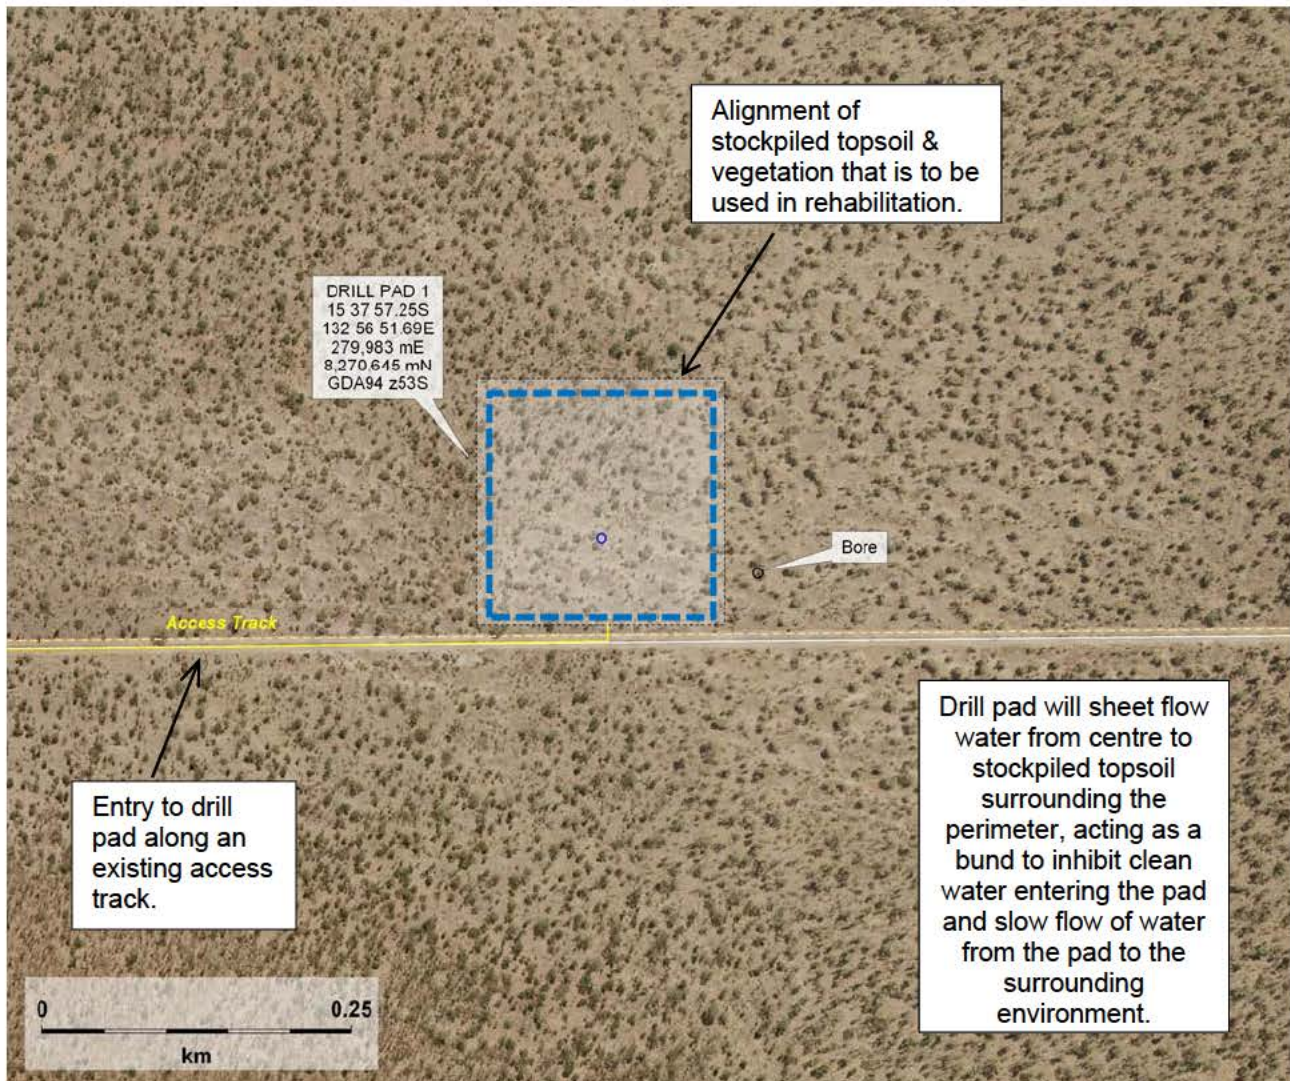 Alignment of
stockpiled topsoil &
vegetation that is to be
used in rehabilitation.
DRILL PAD 1
15 37 57.25S
132 56 51.69E
279,983 mE
8,270,645 mN
GDA94 z53S
Bore
Access Track
Entry to drill
pad along an
existing access
track.
Drill pad will sheet flow
water from centre to
stockpiled topsoil
surrounding the
perimeter, acting as a
bund to inhibit clean
water entering the pad
and slow flow of water
from the pad to the
surrounding
environment.
0 0.25
km